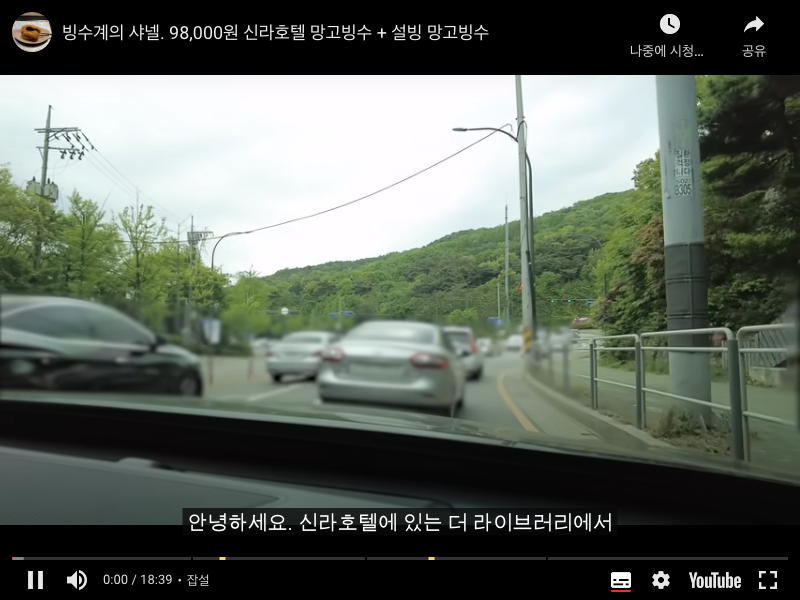 빙수계의 샤넬. 98,000원 신라호텔 망고빙수 + 설빙 망고빙수
나중에 시청...
공유
8305
안녕하세요. 신라호텔에 있는 더 라이브러리에서
0:00 / 18:39 • 잡설
YouTube